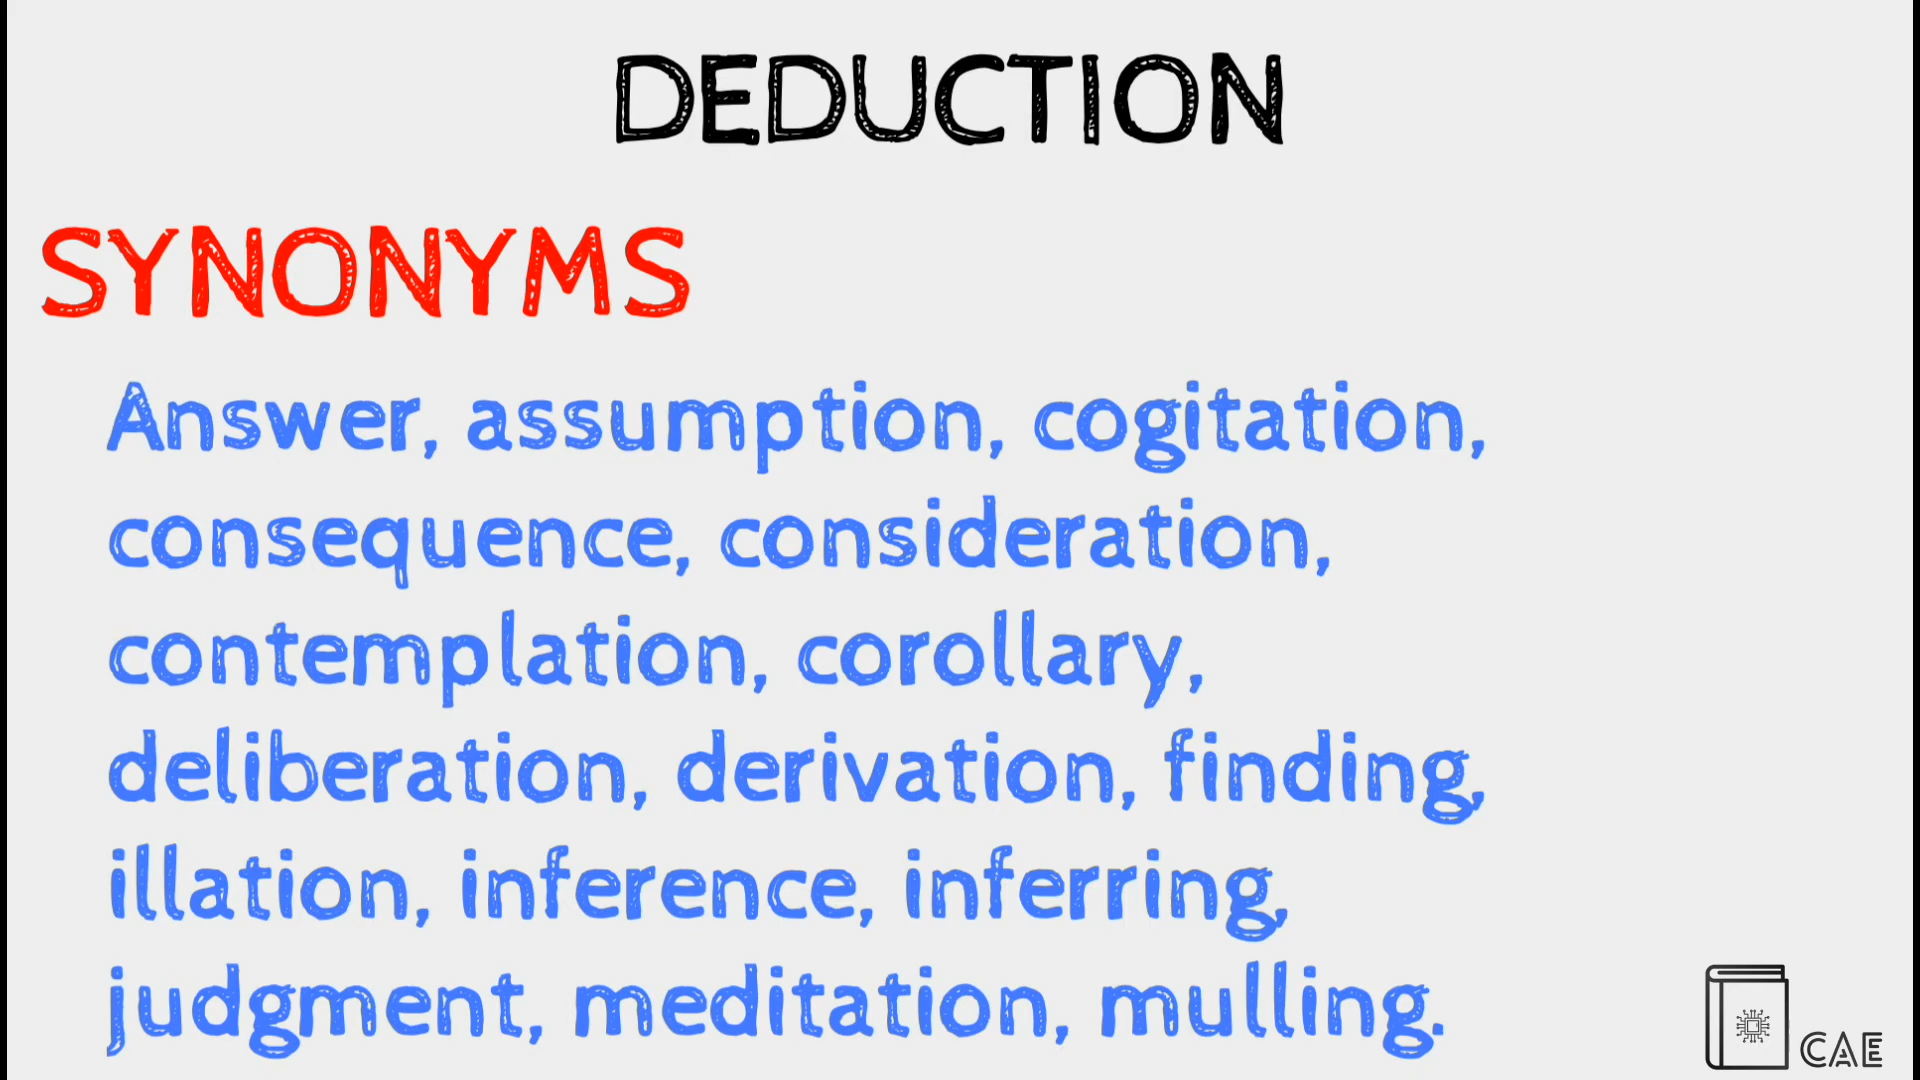 DEDUCTION
SYNONYMS
Answer, assumption, cogitation,
consequence, consideration,
contemplation, corollary,
deliberation, derivation, finding,
illation, inference, inferring,
judgment, meditation, mulling.
CAE